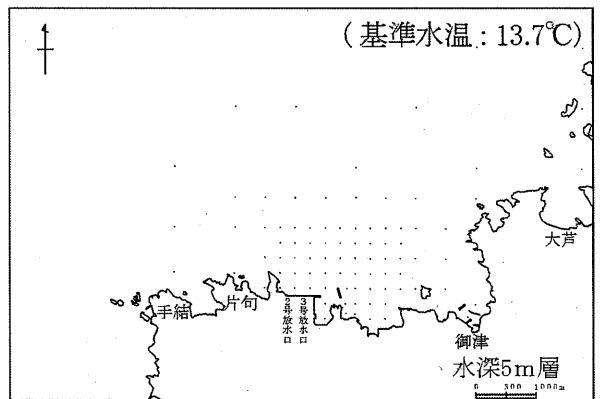 (基準水温:13.7℃)
大芦
片句
手結
2号放水口
3号放水口
御津
水深5m層
0 500 1000m